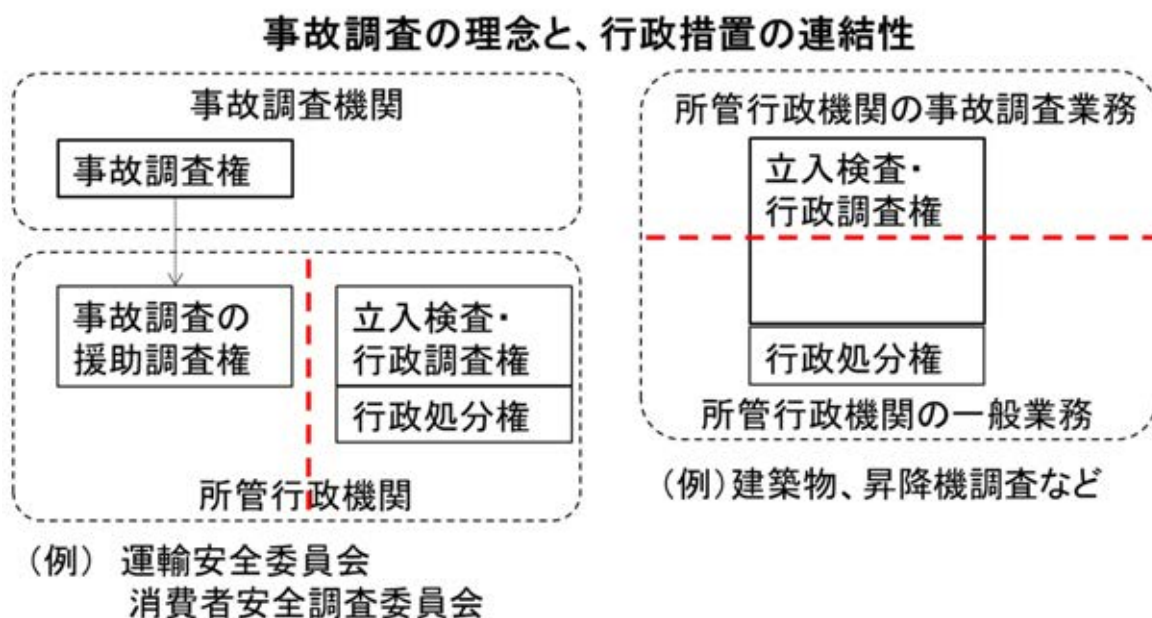 事故調査の理念と、行政措置の連結性
事故調査機関
事故調査権
事故調査の
援助調査権
立入検査・
行政調査権
行政処分権
所管行政機関
（例） 運輸安全委員会
消費者安全調査委員会
所管行政機関の事故調査業務
立入検査・
行政調査権
行政処分権
所管行政機関の一般業務
（例）建築物、昇降機調査など